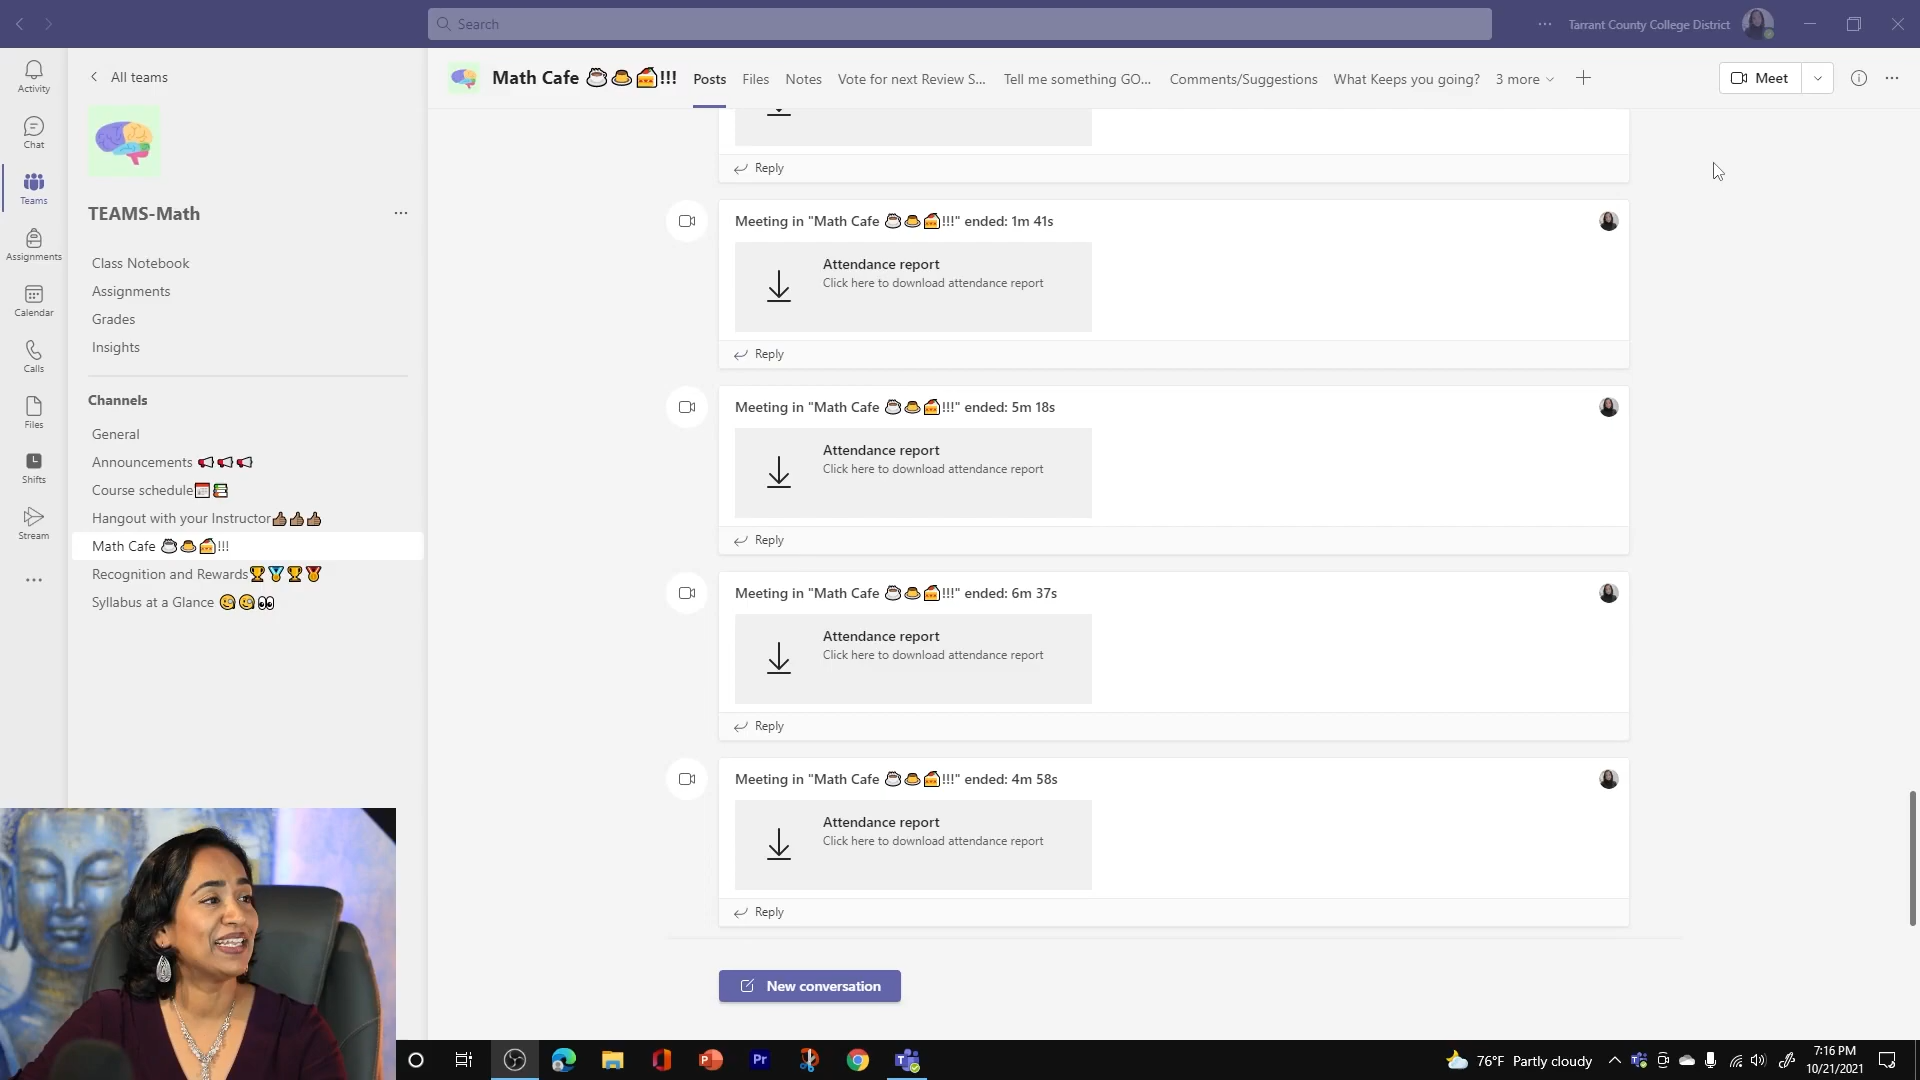 Search
Tarrant County College District
Activity
Chat
Teams
Assignments
Calendar
Calls
Files
Shifts
Stream
All teams
TEAMS-Math
Class Notebook
Assignments
Grades
Insights
Channels
General
Announcements 📢📢📢
Course schedule📅📚
Hangout with your Instructor👍🏽👍🏽👍🏽
Math Cafe ☕🍮🍰!!!
Recognition and Rewards🏆🏅🏆🎖
Syllabus at a Glance 🧐🧐👀
Math Cafe ☕🍮🍰!!! Posts Files Notes Vote for next Review S... Tell me something GO... Comments/Suggestions What Keeps you going? 3 more
Meet
Reply
Meeting in "Math Cafe ☕🍮🍰!!!" ended: 1m 41s
Attendance report
Click here to download attendance report
Reply
Meeting in "Math Cafe ☕🍮🍰!!!" ended: 5m 18s
Attendance report
Click here to download attendance report
Reply
Meeting in "Math Cafe ☕🍮🍰!!!" ended: 6m 37s
Attendance report
Click here to download attendance report
Reply
Meeting in "Math Cafe ☕🍮🍰!!!" ended: 4m 58s
Attendance report
Click here to download attendance report
Reply
New conversation
Pr
76°F Partly cloudy
7:16 PM
10/21/2021